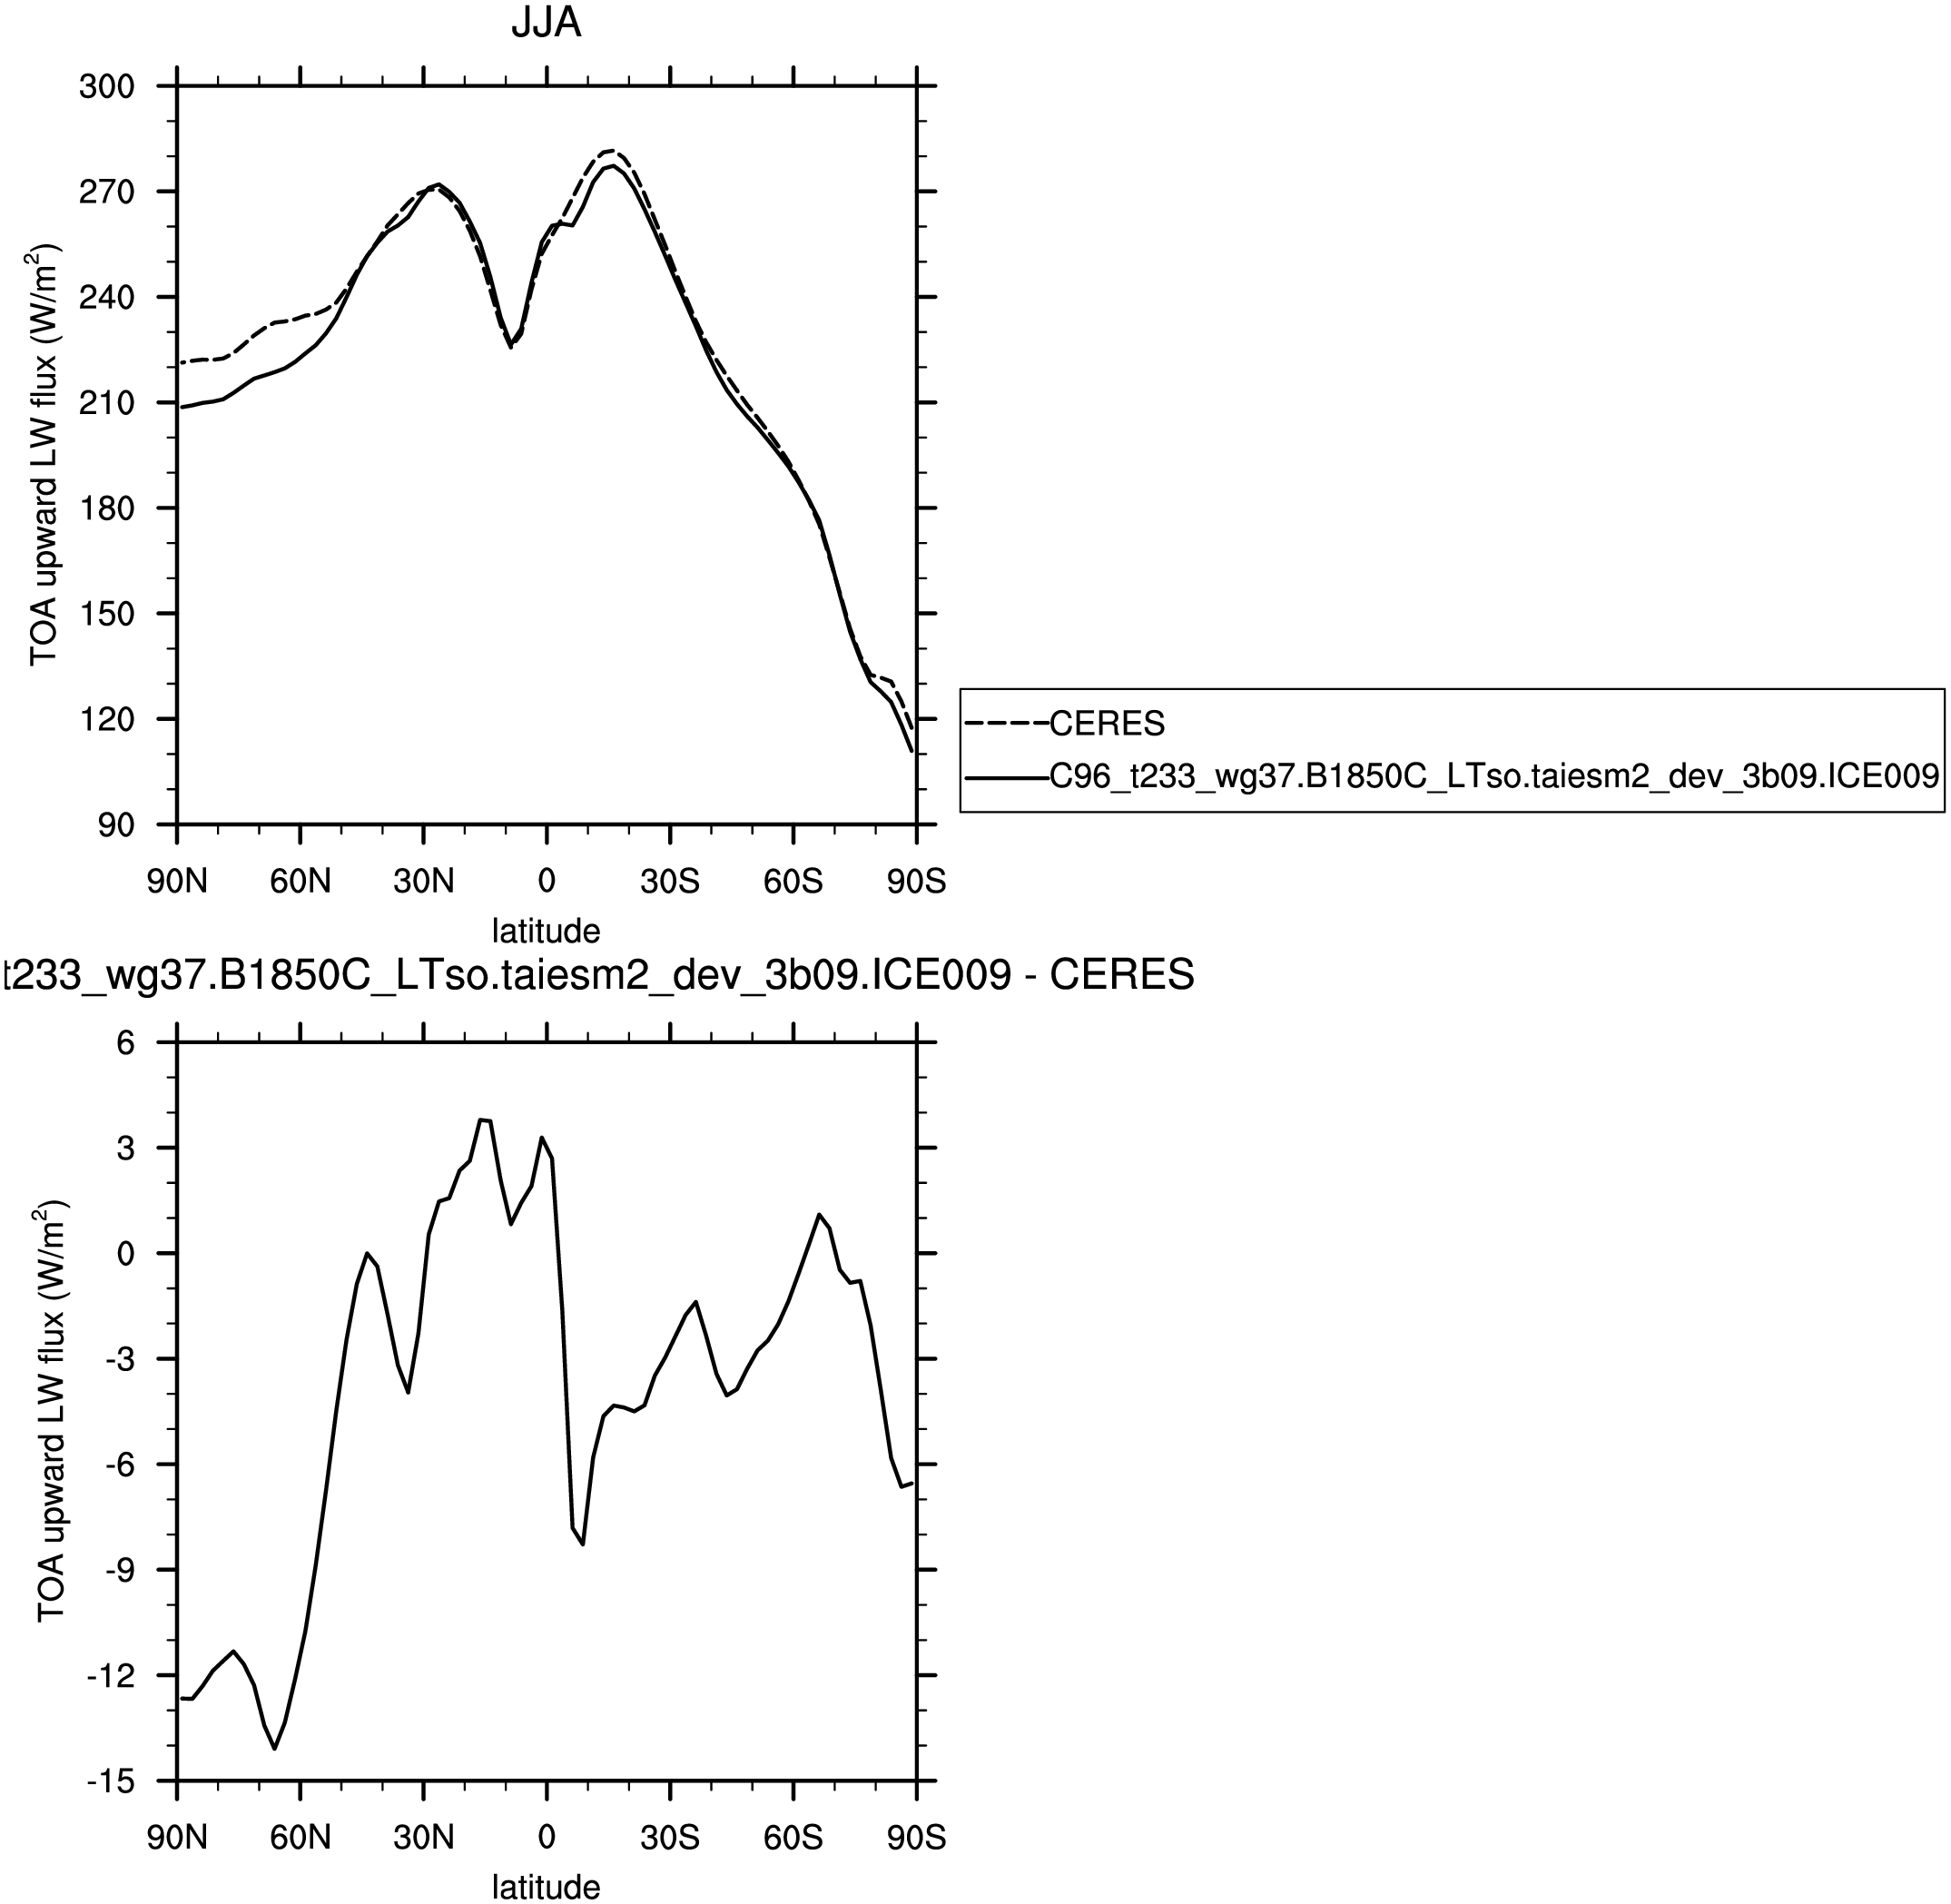 JJA
300
270
240
210
180
150
120
90
TOA upward LW flux (W/m²)
90N 60N 30N 0 30S 60S 90S
latitude
CERES
C96_t233_wg37.B1850C_LTso.taiesm2_dev_3b09.ICE009
t233_wg37.B1850C_LTso.taiesm2_dev_3b09.ICE009 - CERES
6
3
0
-3
-6
-9
-12
-15
TOA upward LW flux (W/m²)
90N 60N 30N 0 30S 60S 90S
latitude